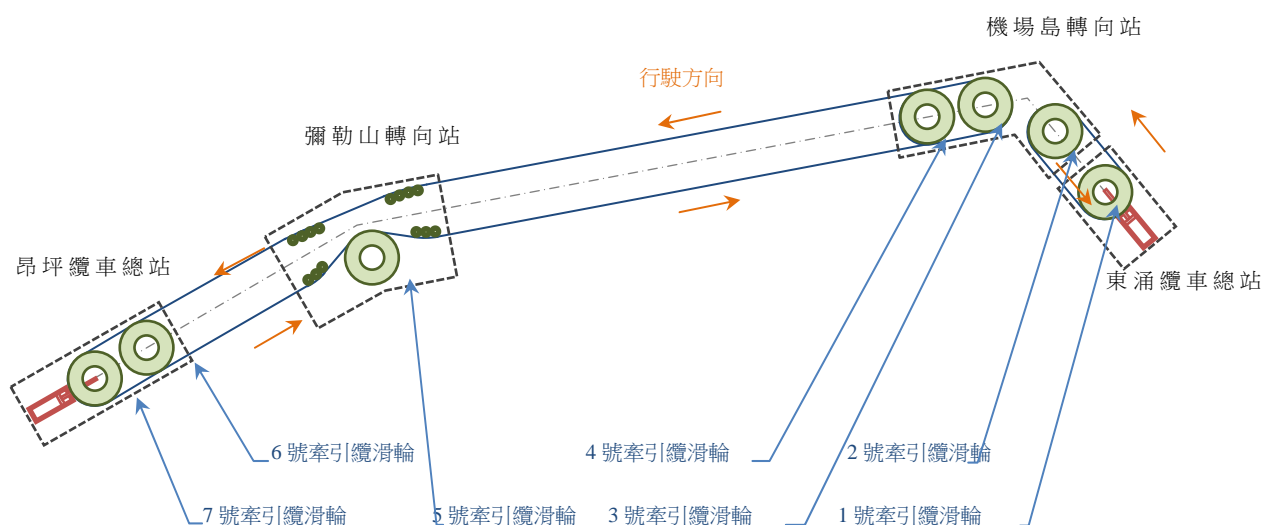 機場島轉向站
行駛方向
彌勒山轉向站
昂坪纜車總站
東涌纜車總站
6 號牽引纜滑輪
4 號牽引纜滑輪
2 號牽引纜滑輪
7 號牽引纜滑輪
5 號牽引纜滑輪
3 號牽引纜滑輪
1 號牽引纜滑輪